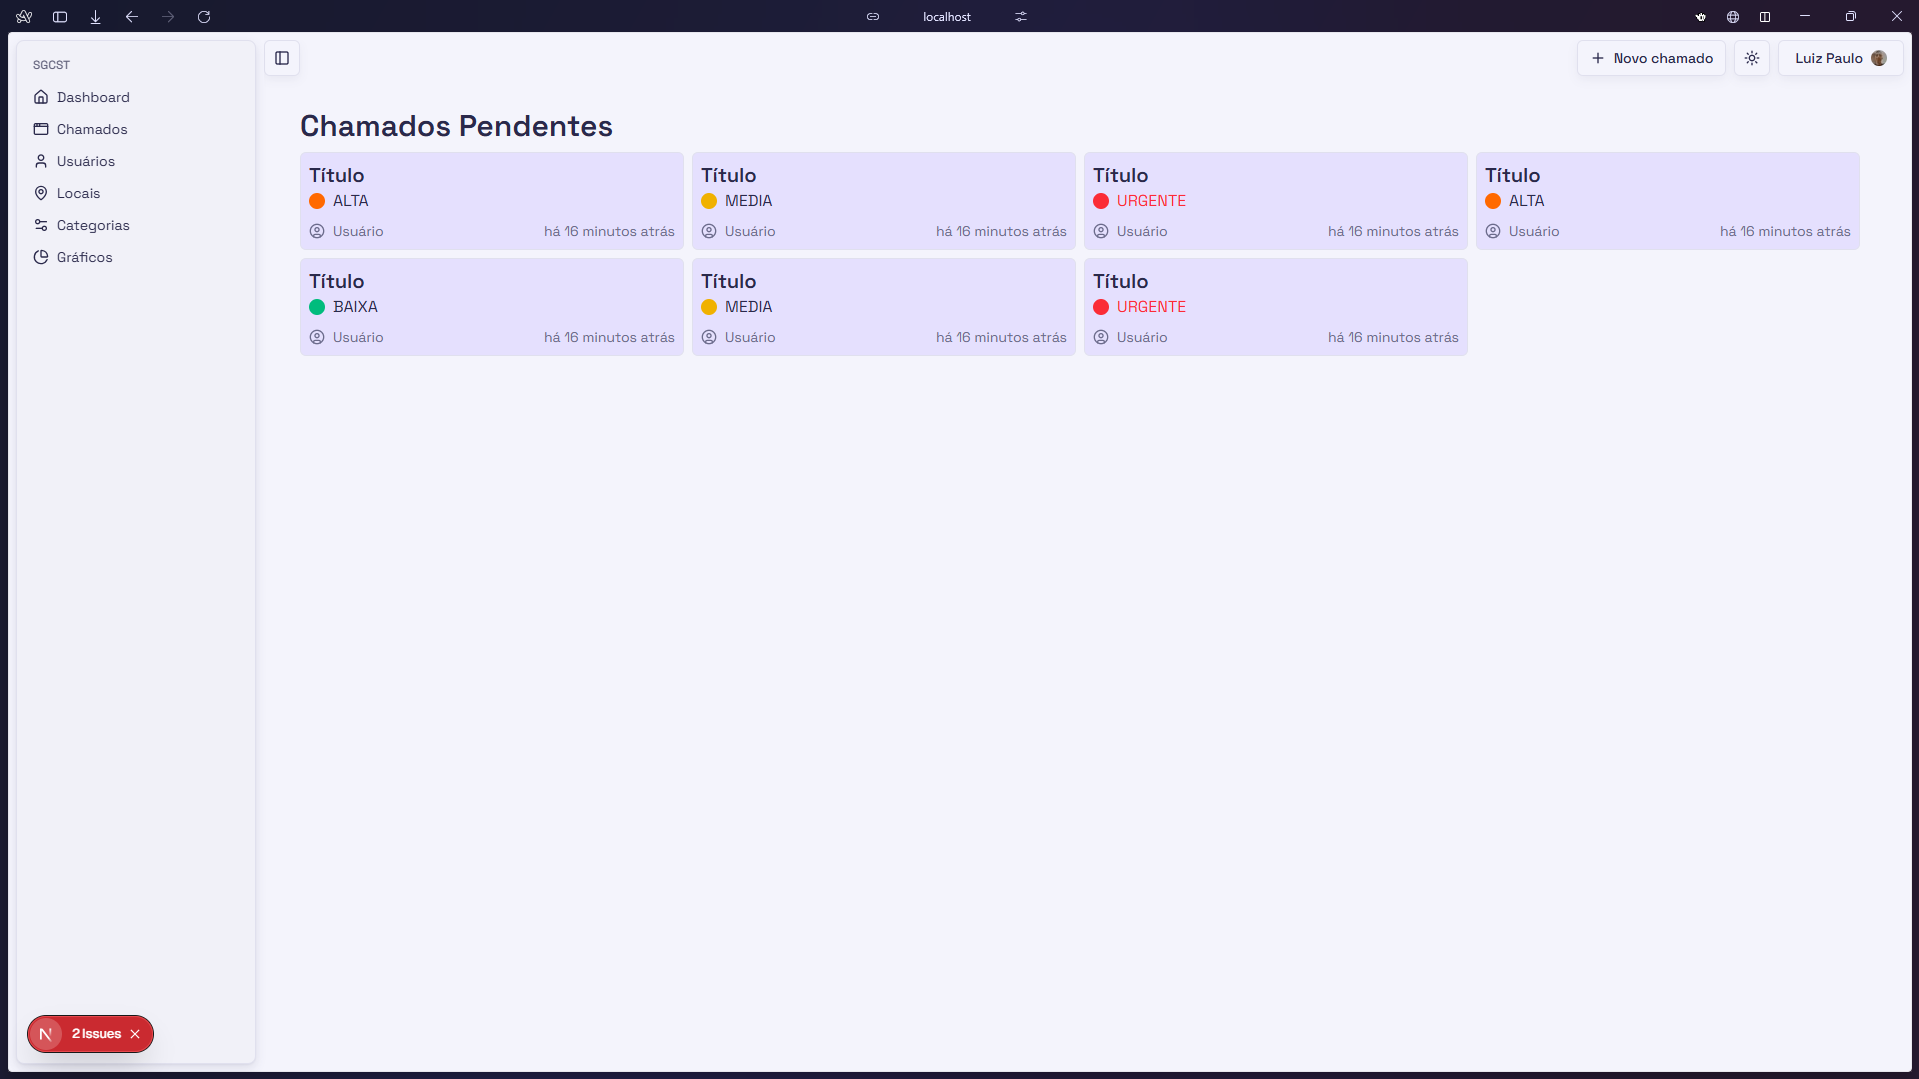 localhost
SGCST
Dashboard
Chamados
Usuários
Locais
Categorias
Gráficos
Novo chamado
Luiz Paulo
Chamados Pendentes
Título
ALTA
Usuário
há 16 minutos atrás
Título
MEDIA
Usuário
há 16 minutos atrás
Título
URGENTE
Usuário
há 16 minutos atrás
Título
ALTA
Usuário
há 16 minutos atrás
Título
BAIXA
Usuário
há 16 minutos atrás
Título
MEDIA
Usuário
há 16 minutos atrás
Título
URGENTE
Usuário
há 16 minutos atrás
N
2 Issues